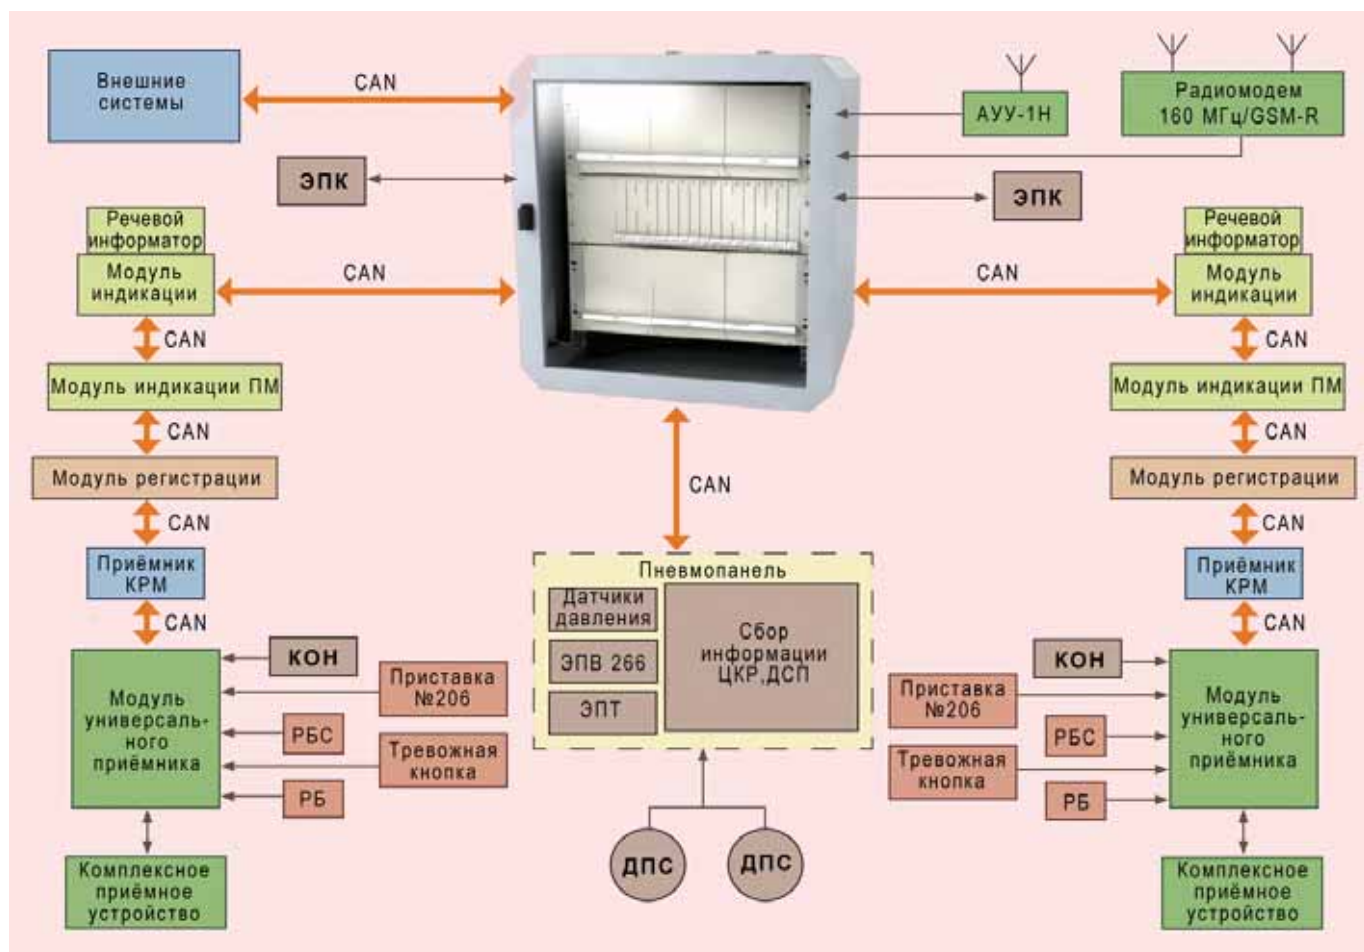 Внешние
системы
CAN
ЭПК
АУУ-1Н
Радиомодем
160 МГц/GSM-R
ЭПК
Речевой
информатор
Модуль
индикации
CAN
CAN
Модуль индикации ПМ
CAN
Модуль регистрации
CAN
Приёмник
КРМ
CAN
Модуль
универсаль-
ного
приёмника
КОН
Приставка
№206
РБС
Тревожная
кнопка
РБ
Комплексное
приёмное
устройство
CAN
Пневмопанель
Датчики
давления
ЭПВ 266
ЭПТ
Сбор
информации
ЦКР,ДСП
ДПС
ДПС
CAN
Речевой
информатор
Модуль
индикации
CAN
Модуль индикации ПМ
CAN
Модуль регистрации
CAN
Приёмник
КРМ
CAN
КОН
Приставка
№206
РБС
Тревожная
кнопка
РБ
Модуль
универсаль-
ного
приёмника
Комплексное
приёмное
устройство